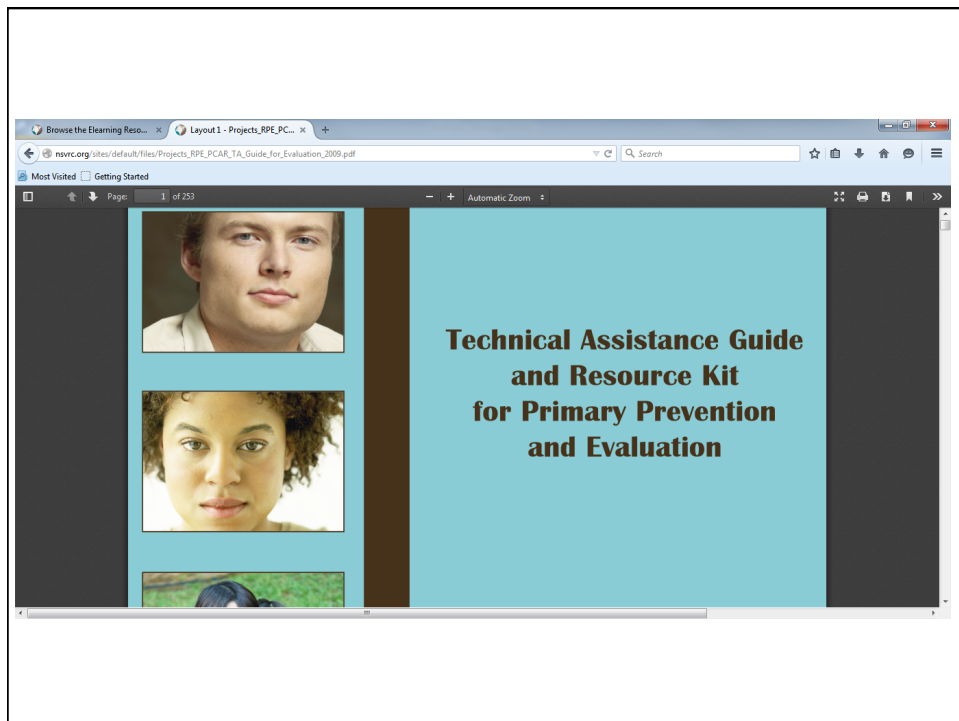 Browse the Elearning Reso...
Layout 1 - Projects_RPE_PC...
nsvrc.org/sites/default/files/Projects_RPE_PCAR_TA_Guide_for_Evaluation_2009.pdf
Search
Most Visited
Getting Started
Page: 1 of 253
Automatic Zoom
Technical Assistance Guide
and Resource Kit
for Primary Prevention
and Evaluation